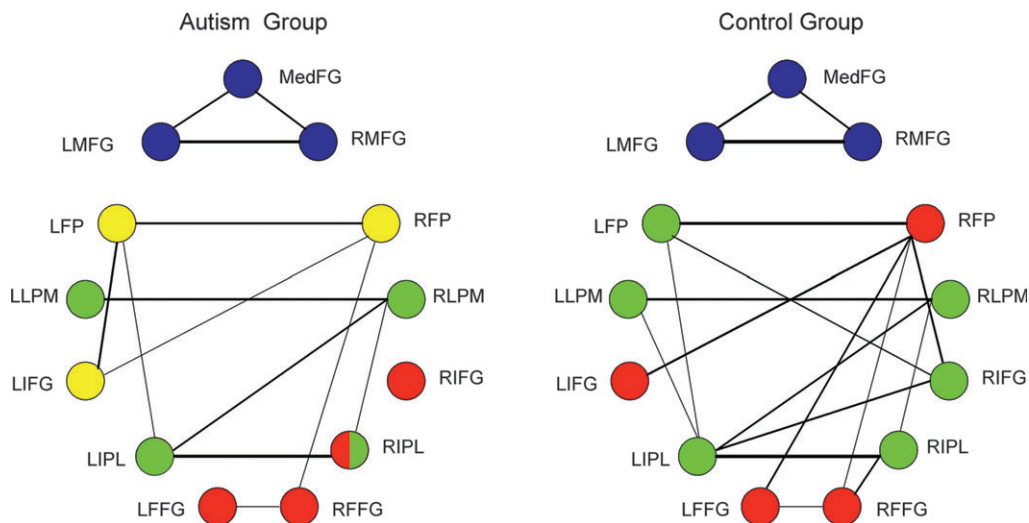 Autism Group
MedFG
LMFG
RMFG
LFP
RFP
LLPM
RLPM
LIFG
RIFG
LIPL
RIPL
LFFG
RFFG
Control Group
MedFG
LMFG
RMFG
LFP
RFP
LLPM
RLPM
LIFG
RIFG
LIPL
RIPL
LFFG
RFFG